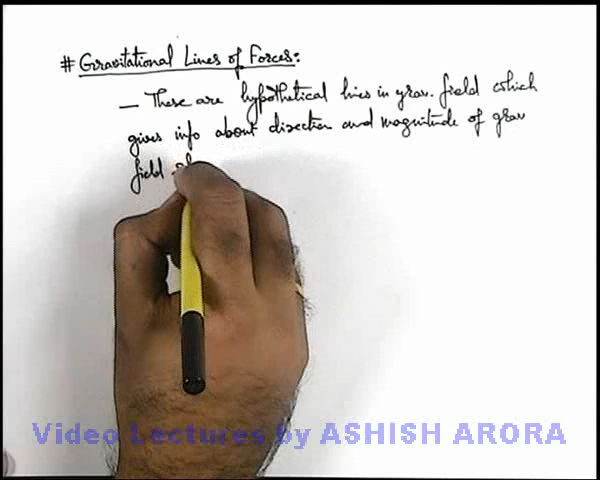 # Gravitational Lines of Forces:
— These are hypothetical lines in grav. field which
gives info about direction and magnitude of grav
field
Video Lectures by ASHISH ARORA